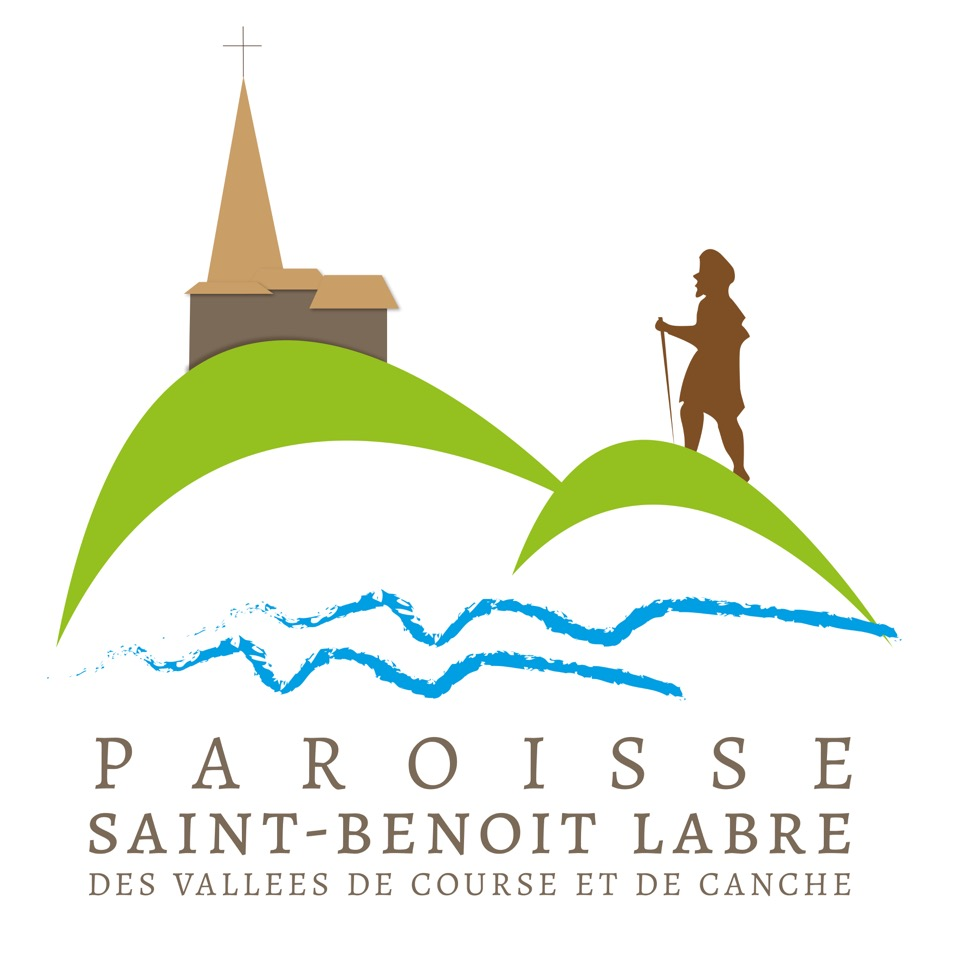 PAROISSE
SAINT-BENOIT LABRE
DES VALLEES DE COURSE ET DE CANCHE